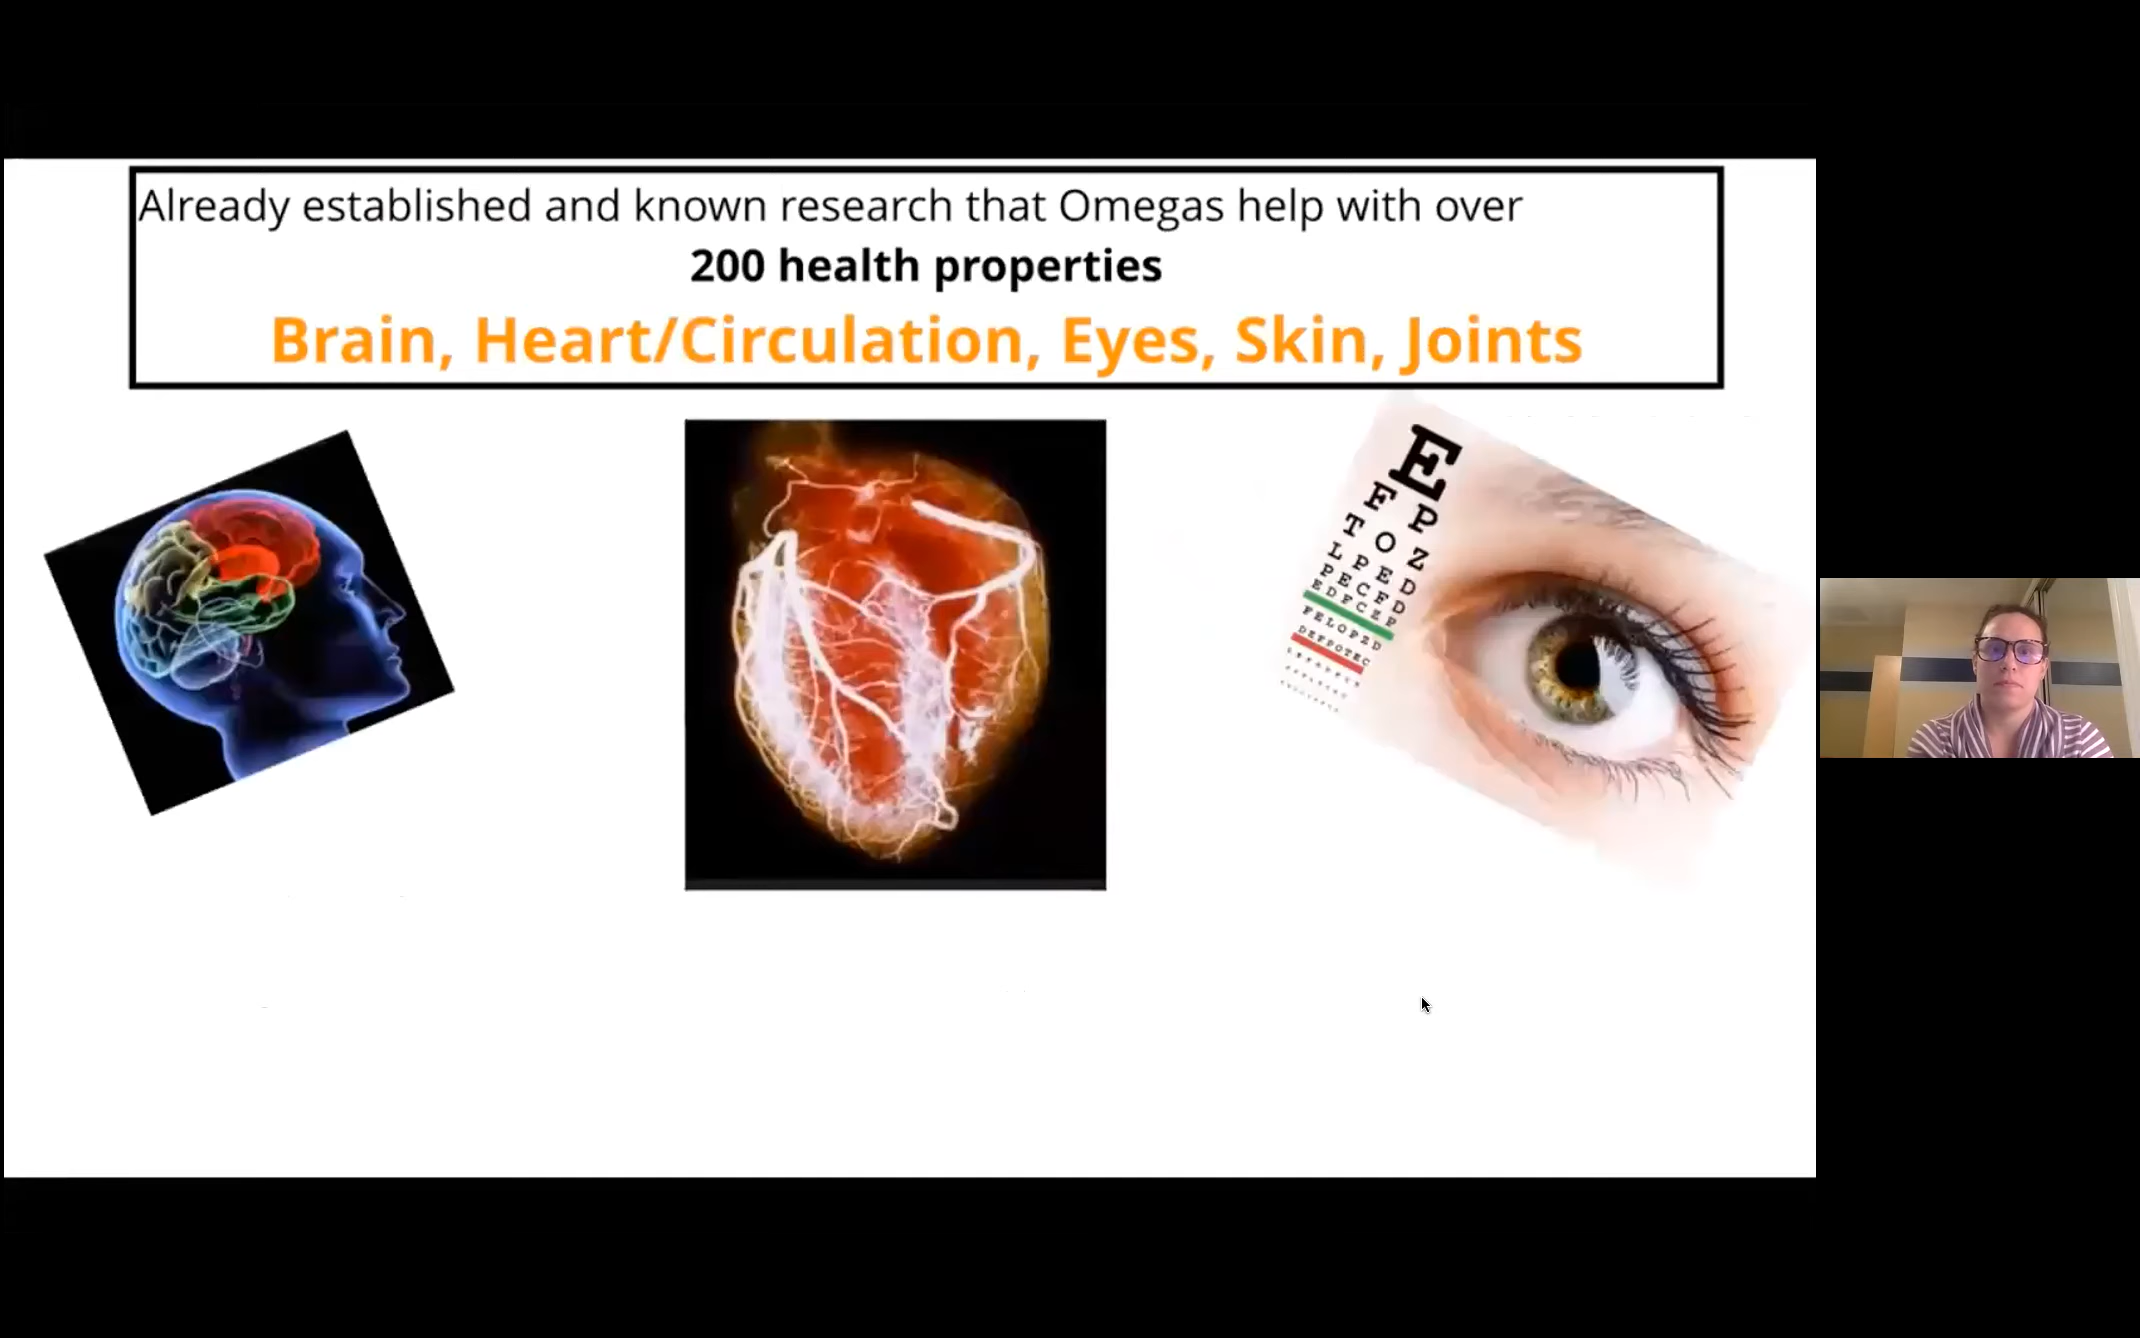 Already established and known research that Omegas help with over
200 health properties
Brain, Heart/Circulation, Eyes, Skin, Joints
E
F P
T O Z
L P E D
P E C F D
E D F C Z P
F E L O P Z D
D E F P O T E C